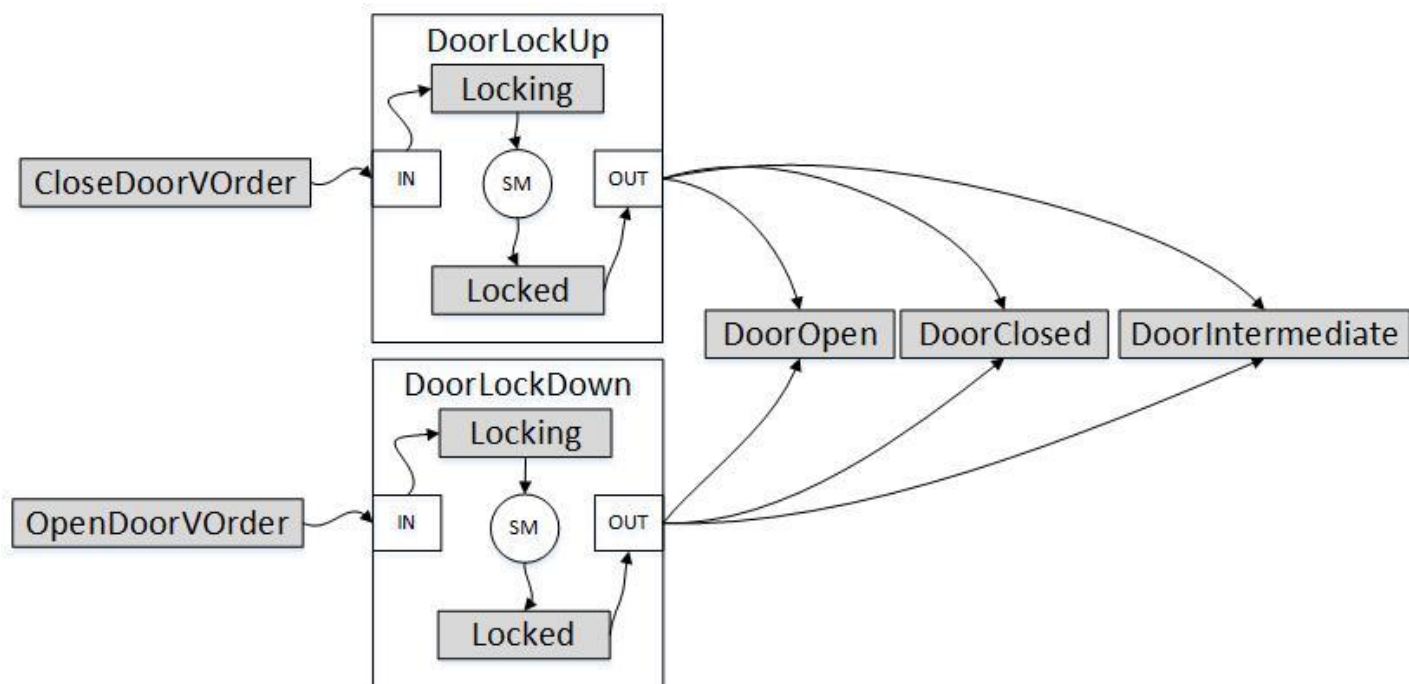 DoorLockUp
Locking
CloseDoorVOrder
IN
SM
OUT
Locked
DoorOpen
DoorClosed
DoorIntermediate
DoorLockDown
Locking
OpenDoorVOrder
IN
SM
OUT
Locked